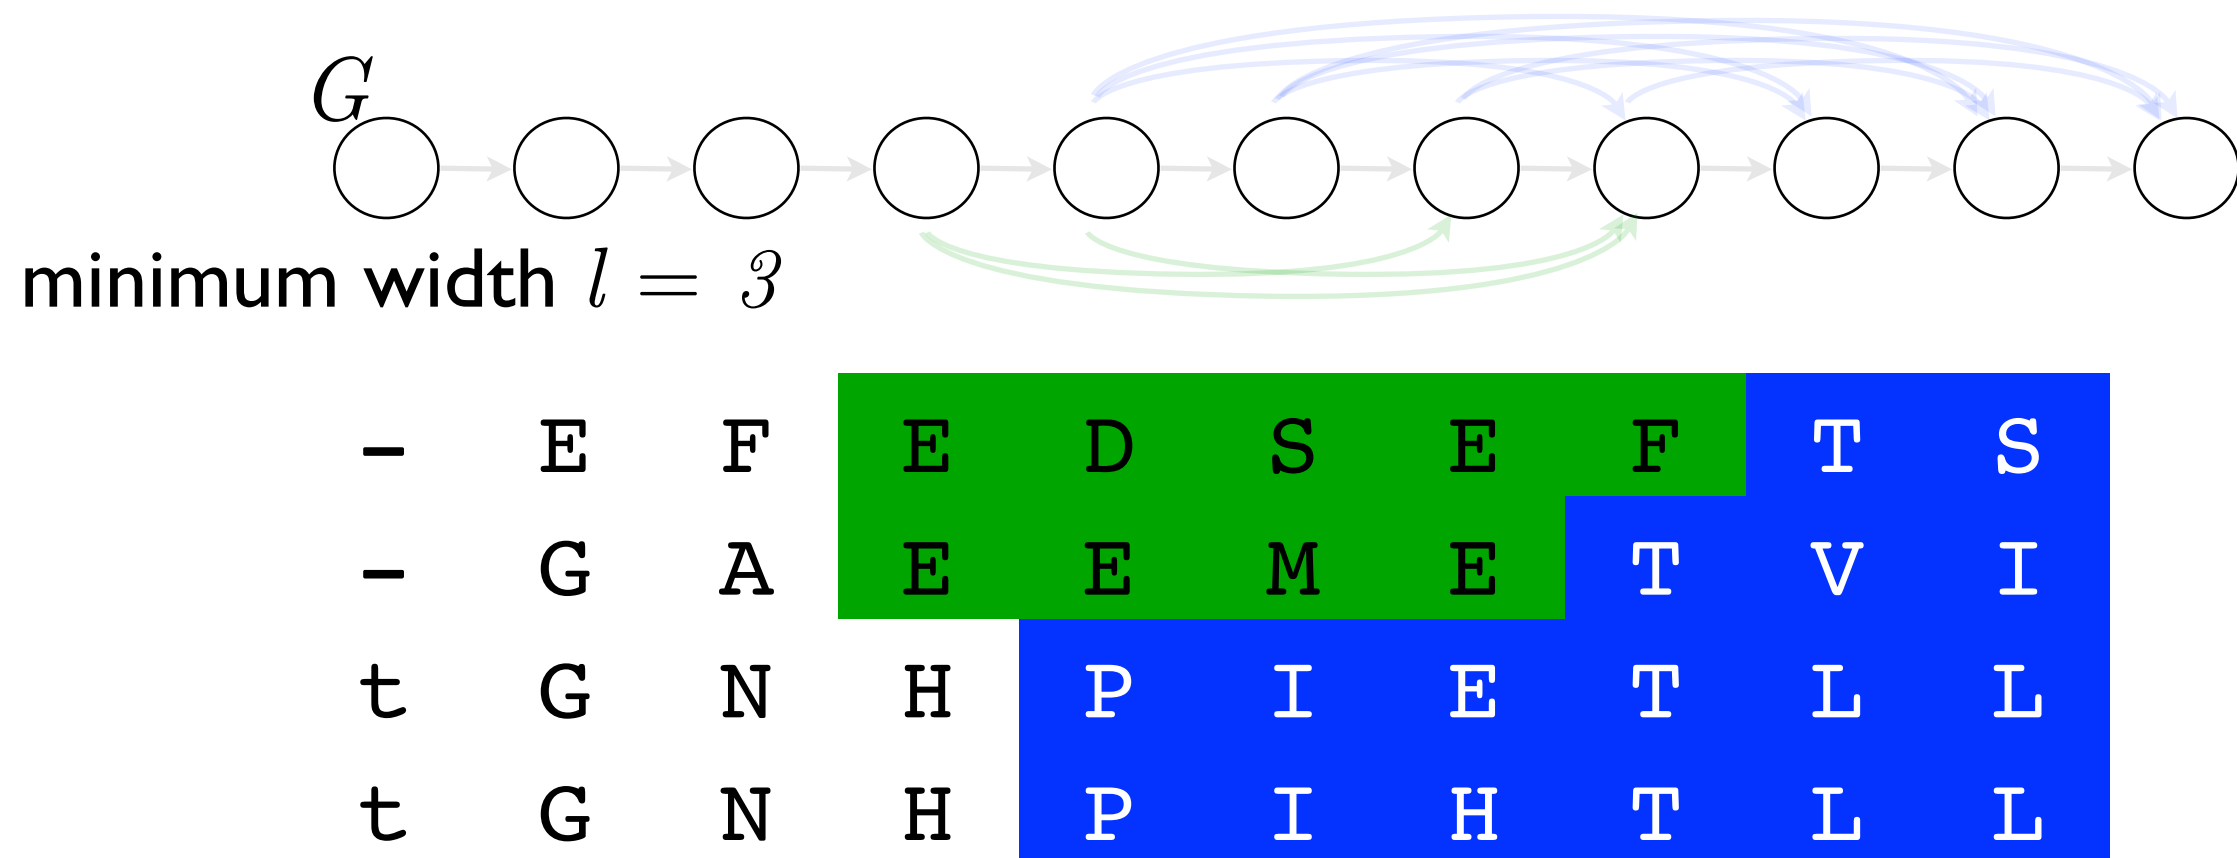 G
minimum width l = 3
- E F E D S E F T S
- G A E E M E T V I
t G N H P I E T L L
t G N H P I H T L L